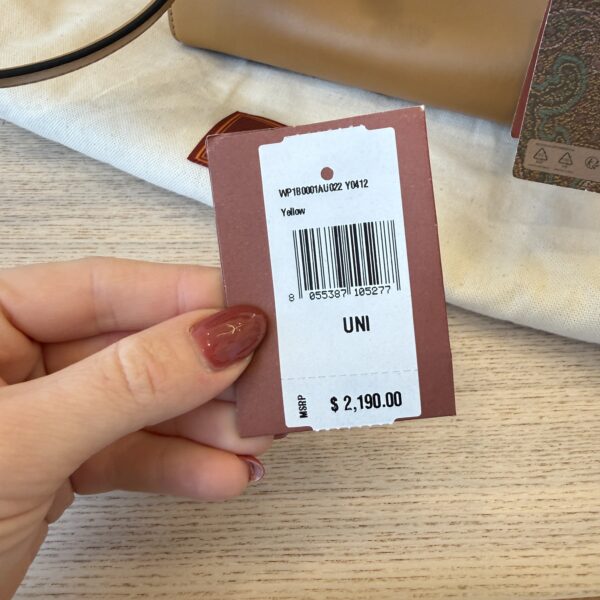 WP1B0001AU022 Y0412
Yellow
8 055387 105277
UNI
MSRP $ 2,190.00